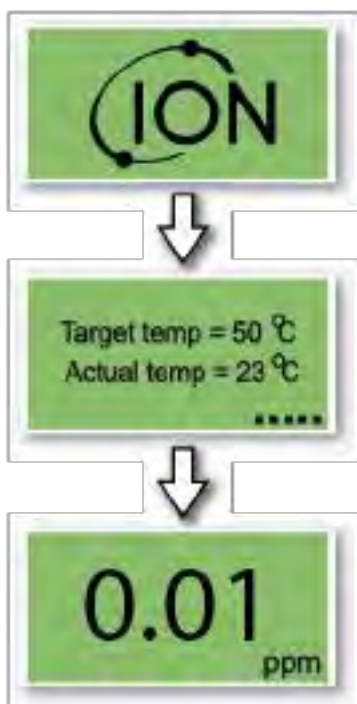 ION
Target temp = 50 °C
Actual temp = 23 °C
.....
0.01
ppm